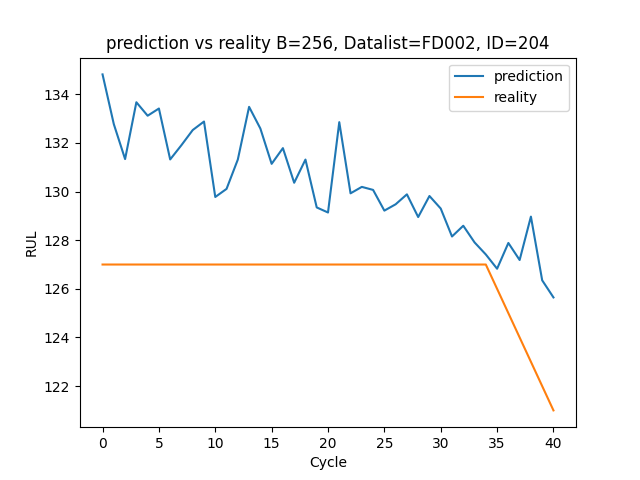 prediction vs reality B=256, Datalist=FD002, ID=204
prediction
reality
RUL
134
132
130
128
126
124
122
0 5 10 15 20 25 30 35 40
Cycle